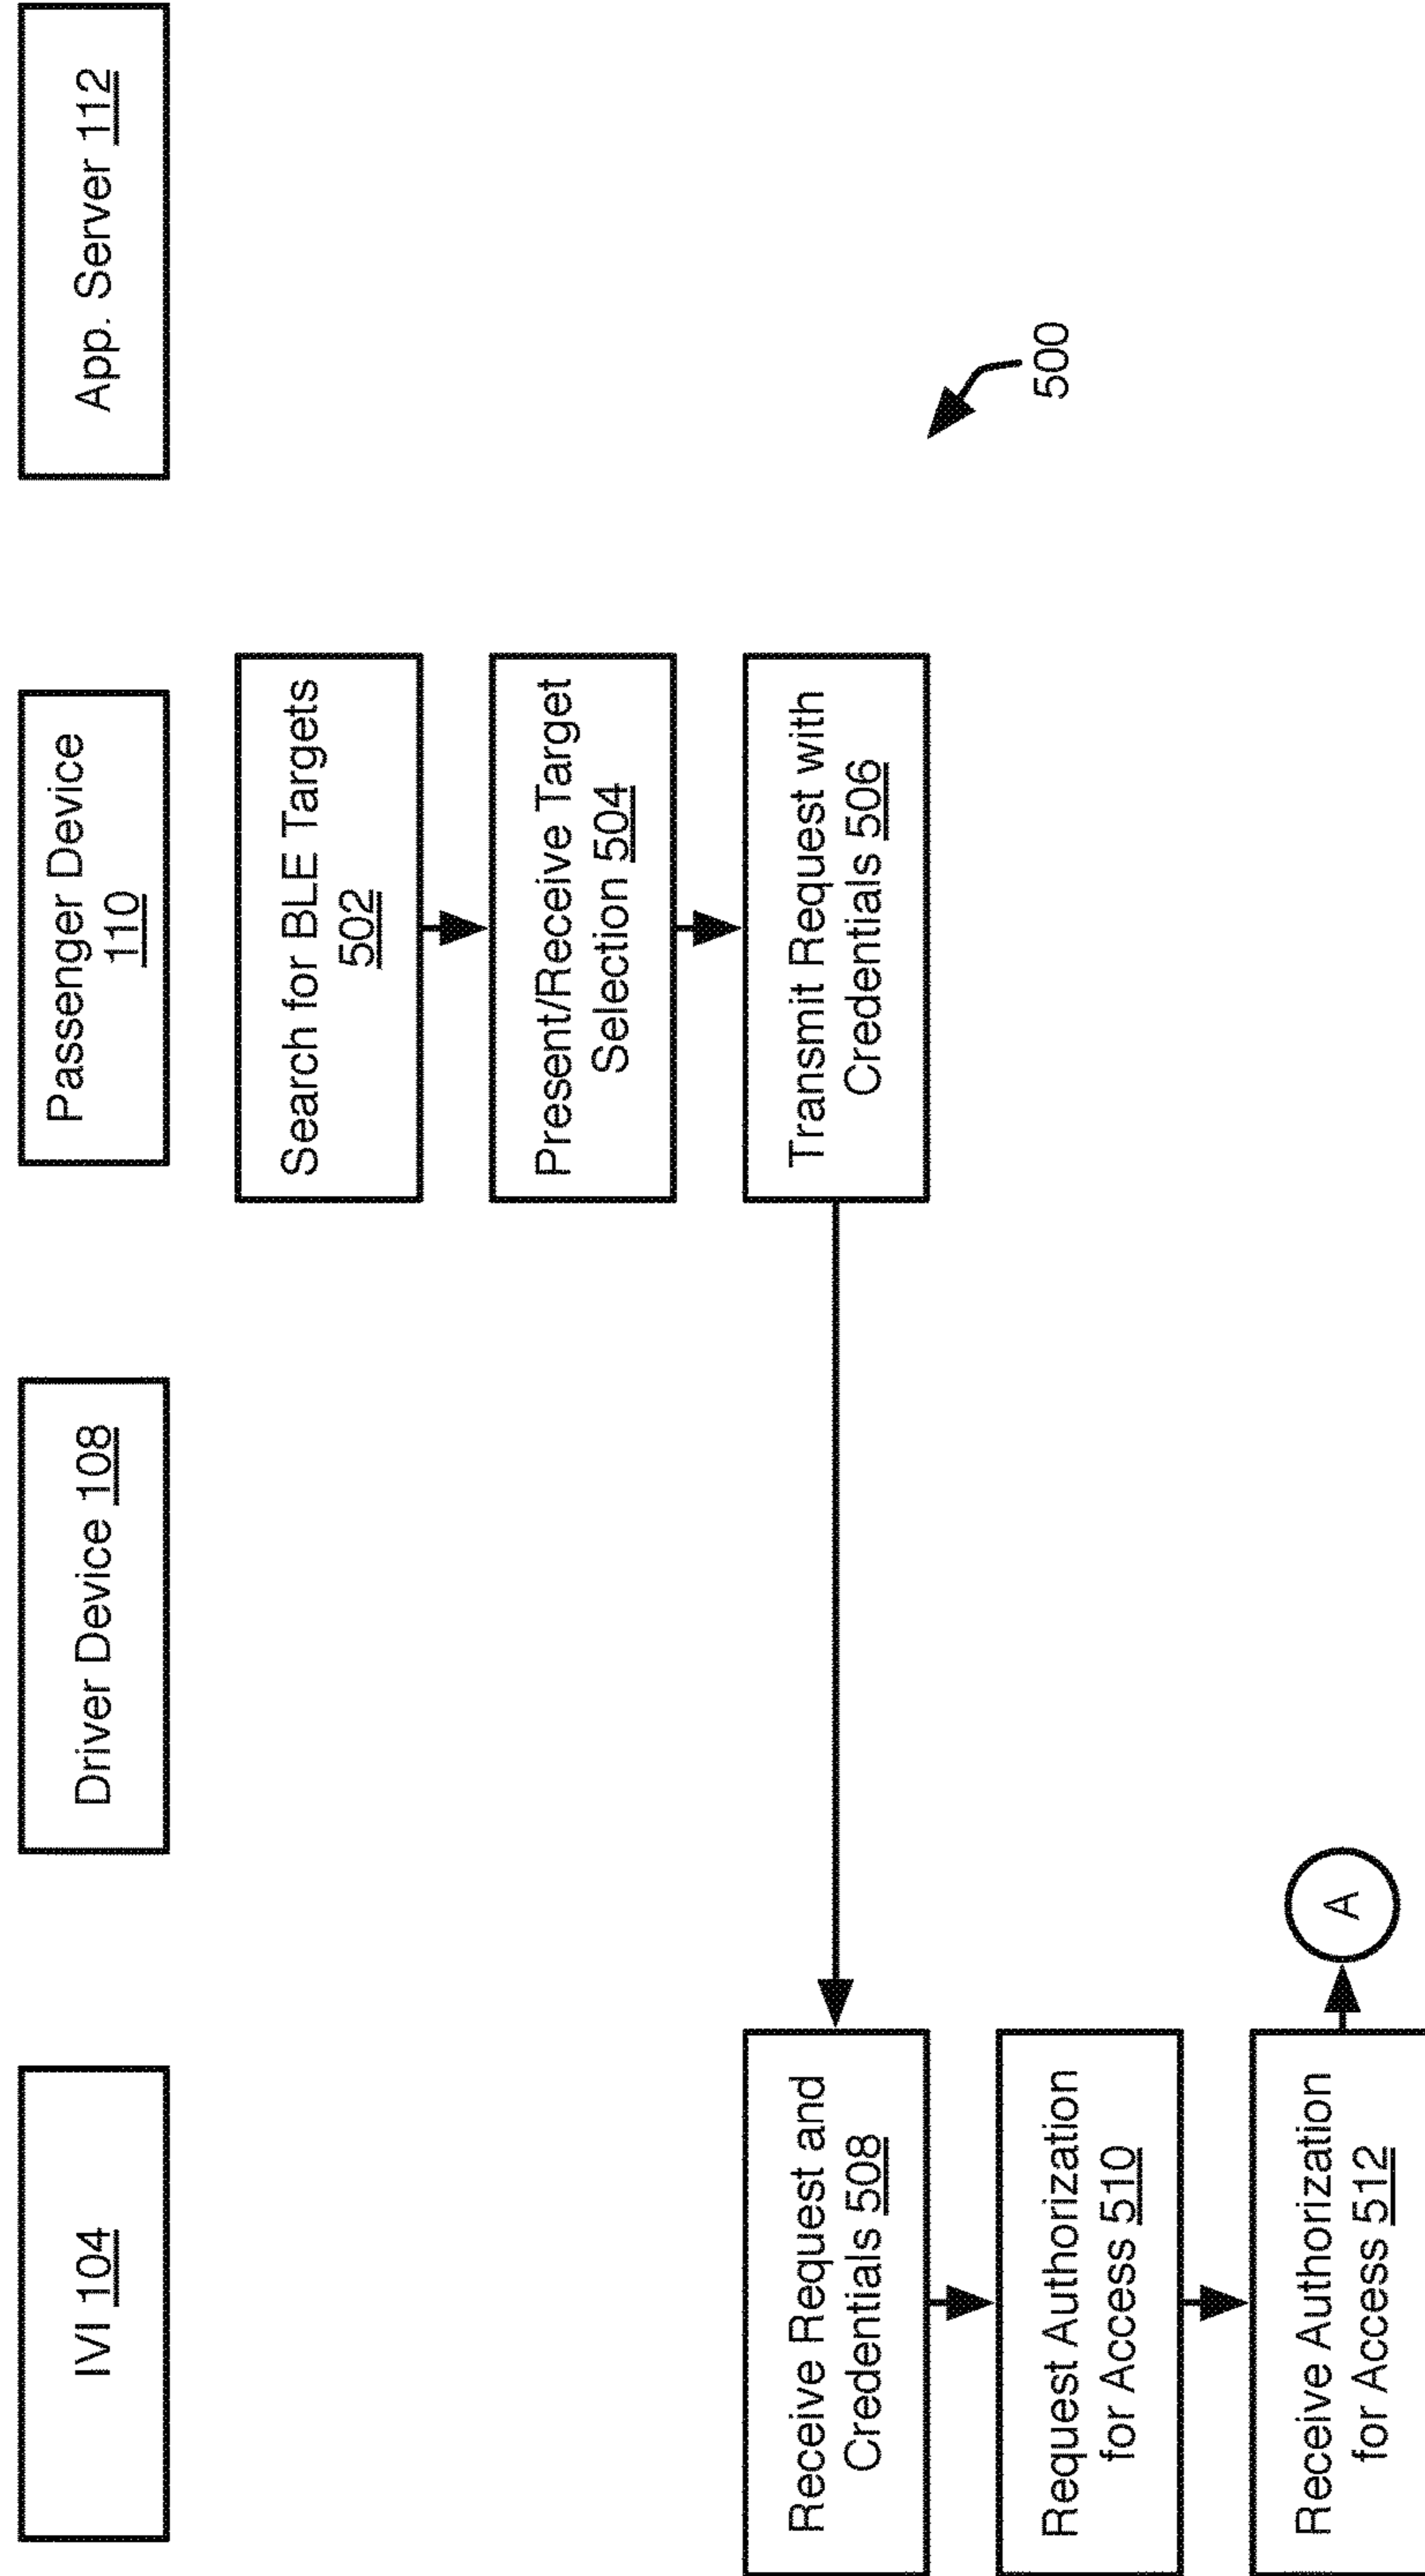 IVI 104
Driver Device 108
Passenger Device
110
App. Server 112
Search for BLE Targets
502
Present/Receive Target
Selection 504
Transmit Request with
Credentials 506
Receive Request and
Credentials 508
Request Authorization
for Access 510
Receive Authorization
for Access 512
A
500